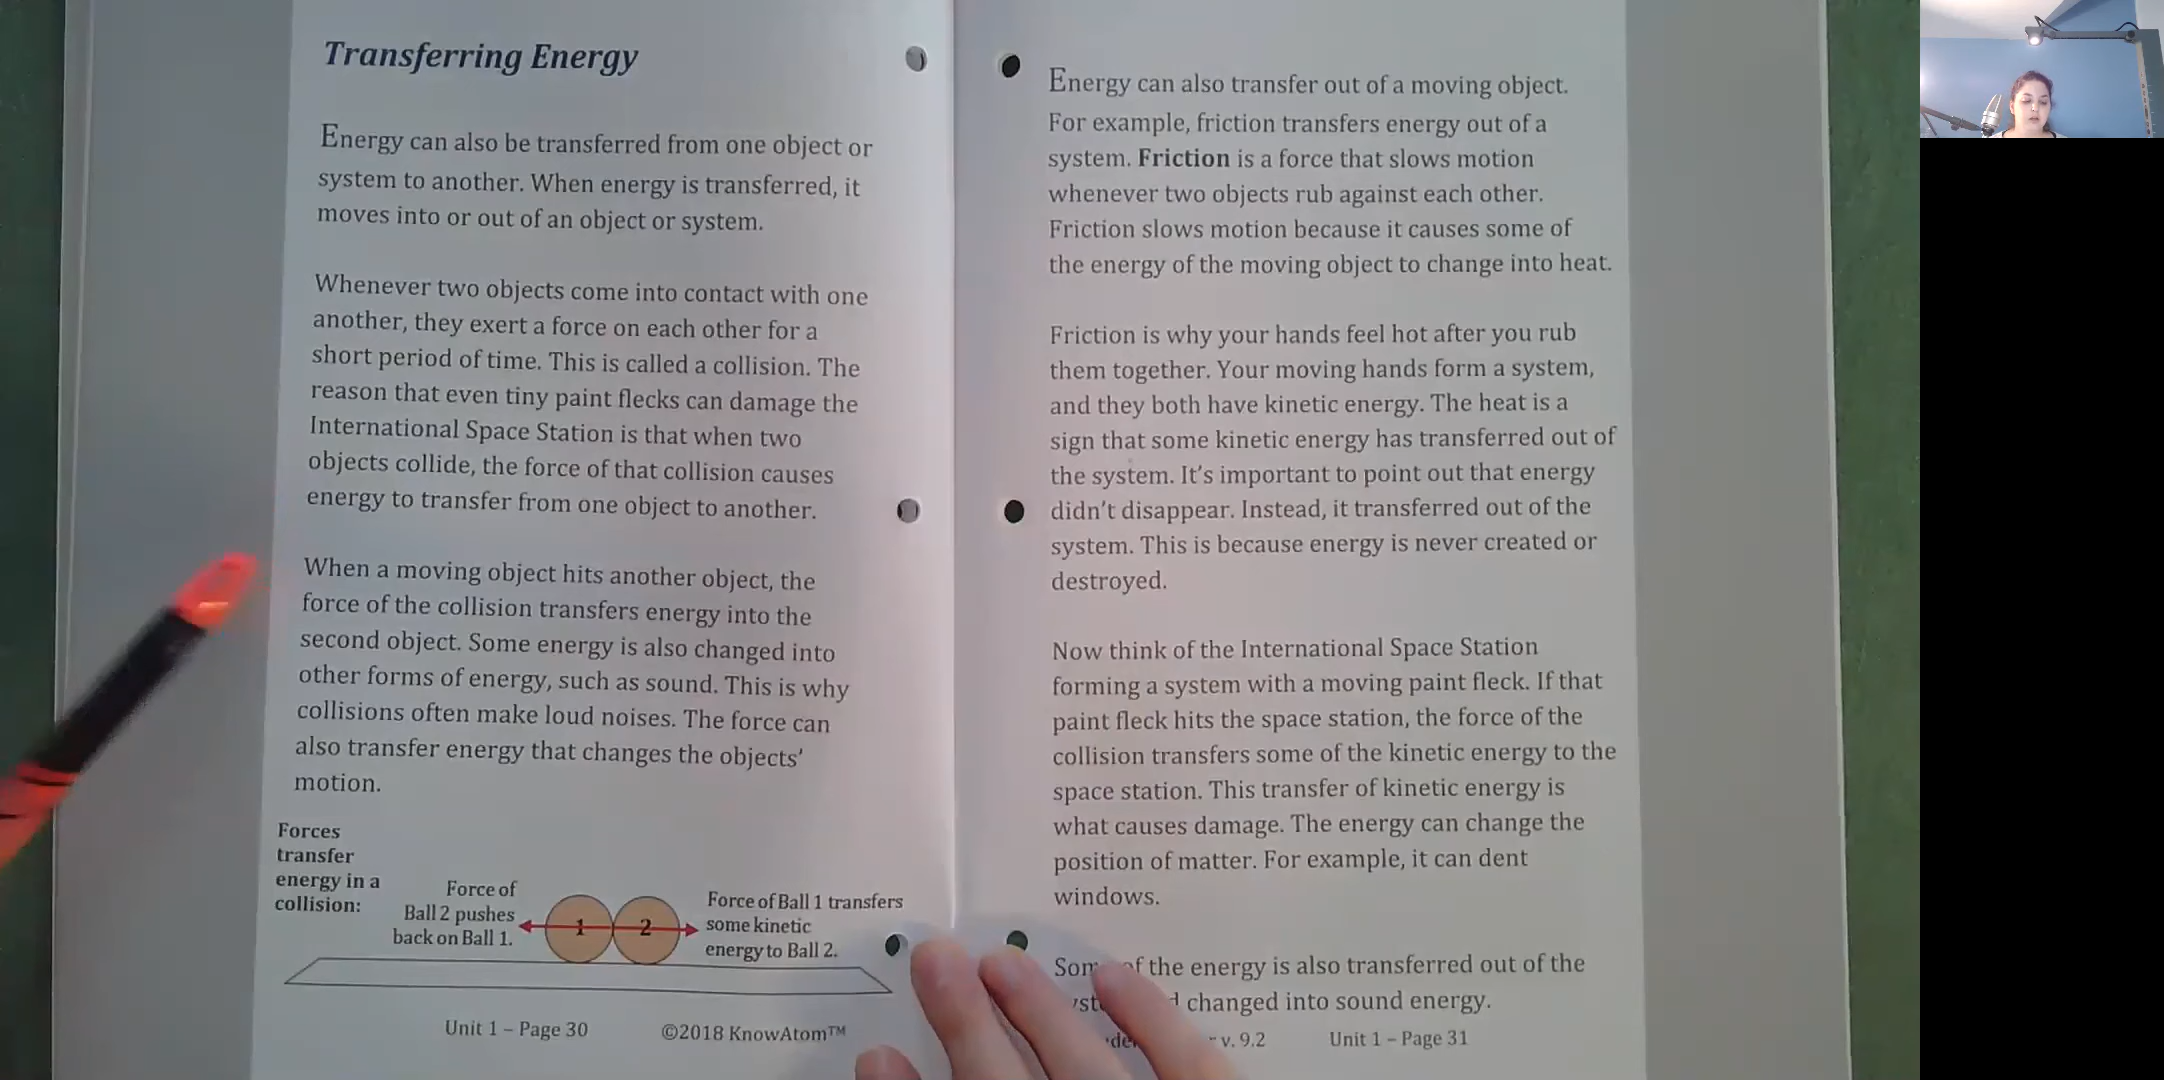 Transferring Energy
Energy can also be transferred from one object or
system to another. When energy is transferred, it
moves into or out of an object or system.
Whenever two objects come into contact with one
another, they exert a force on each other for a
short period of time. This is called a collision. The
reason that even tiny paint flecks can damage the
International Space Station is that when two
objects collide, the force of that collision causes
energy to transfer from one object to another.
When a moving object hits another object, the
force of the collision transfers energy into the
second object. Some energy is also changed into
other forms of energy, such as sound. This is why
collisions often make loud noises. The force can
also transfer energy that changes the objects'
motion.
Forces
transfer
energy in a
collision:
Force of
Ball 2 pushes
back on Ball 1.
1
2
Force of Ball 1 transfers
some kinetic
energy to Ball 2.
Unit 1 – Page 30 ©2018 KnowAtom™
Energy can also transfer out of a moving object.
For example, friction transfers energy out of a
system. Friction is a force that slows motion
whenever two objects rub against each other.
Friction slows motion because it causes some of
the energy of the moving object to change into heat.
Friction is why your hands feel hot after you rub
them together. Your moving hands form a system,
and they both have kinetic energy. The heat is a
sign that some kinetic energy has transferred out of
the system. It's important to point out that energy
didn't disappear. Instead, it transferred out of the
system. This is because energy is never created or
destroyed.
Now think of the International Space Station
forming a system with a moving paint fleck. If that
paint fleck hits the space station, the force of the
collision transfers some of the kinetic energy to the
space station. This transfer of kinetic energy is
what causes damage. The energy can change the
position of matter. For example, it can dent
windows.
of the energy is also transferred out of the
changed into sound energy.
v. 9.2 Unit 1 – Page 31